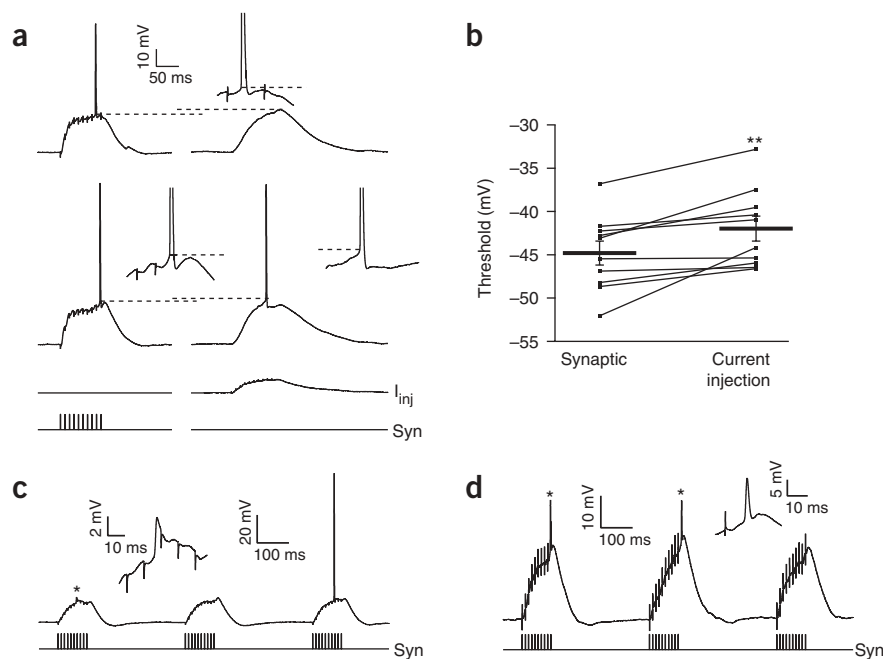 a
10 mV
50 ms
Iinj
Syn
b
Threshold (mV)
–30
–35
–40
–45
–50
–55
**
Synaptic
Current
injection
c
2 mV
10 ms
20 mV
100 ms
*
Syn
d
10 mV
100 ms
*
*
5 mV
10 ms
Syn